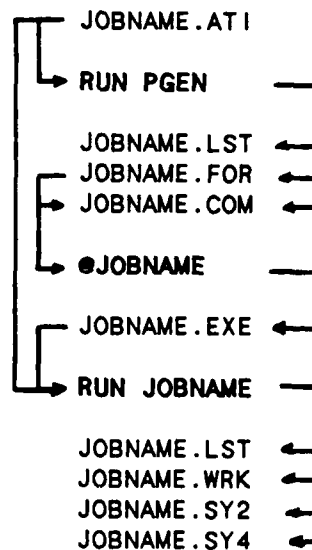 JOBNAME.ATI
RUN PGEN
JOBNAME.LST
JOBNAME.FOR
JOBNAME.COM
@JOBNAME
JOBNAME.EXE
RUN JOBNAME
JOBNAME.LST
JOBNAME.WRK
JOBNAME.SY2
JOBNAME.SY4